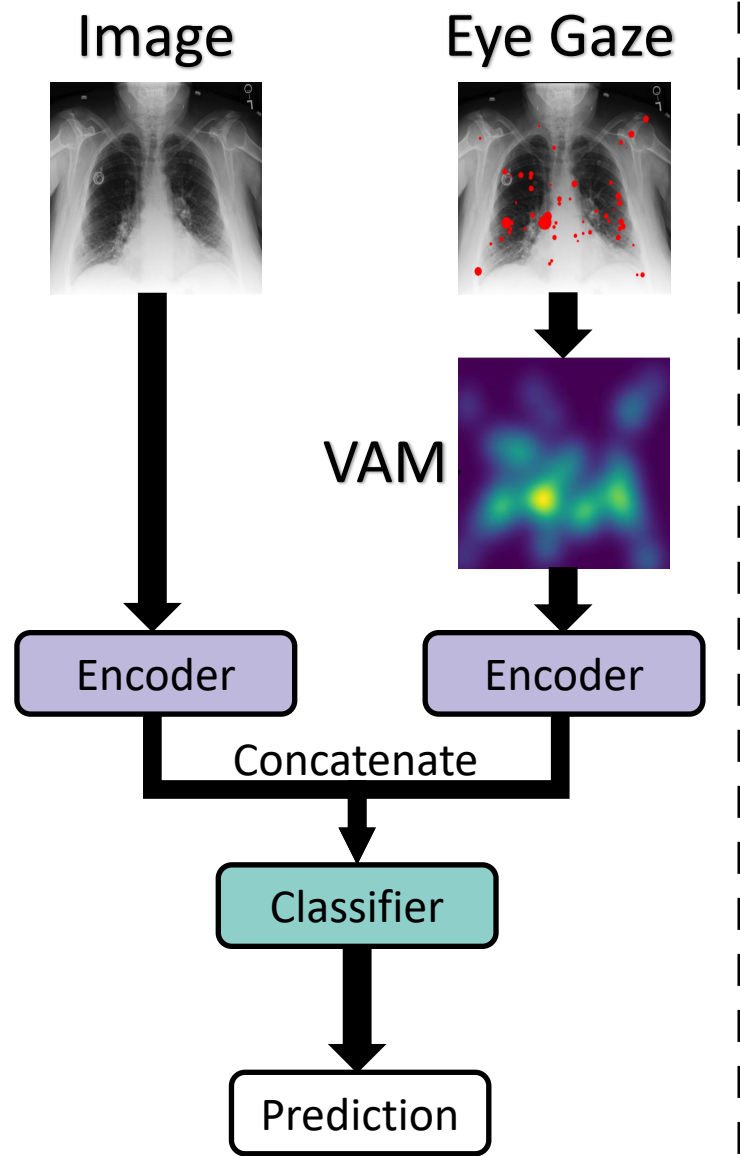 Image
Eye Gaze
VAM
Encoder
Encoder
Concatenate
Classifier
Prediction